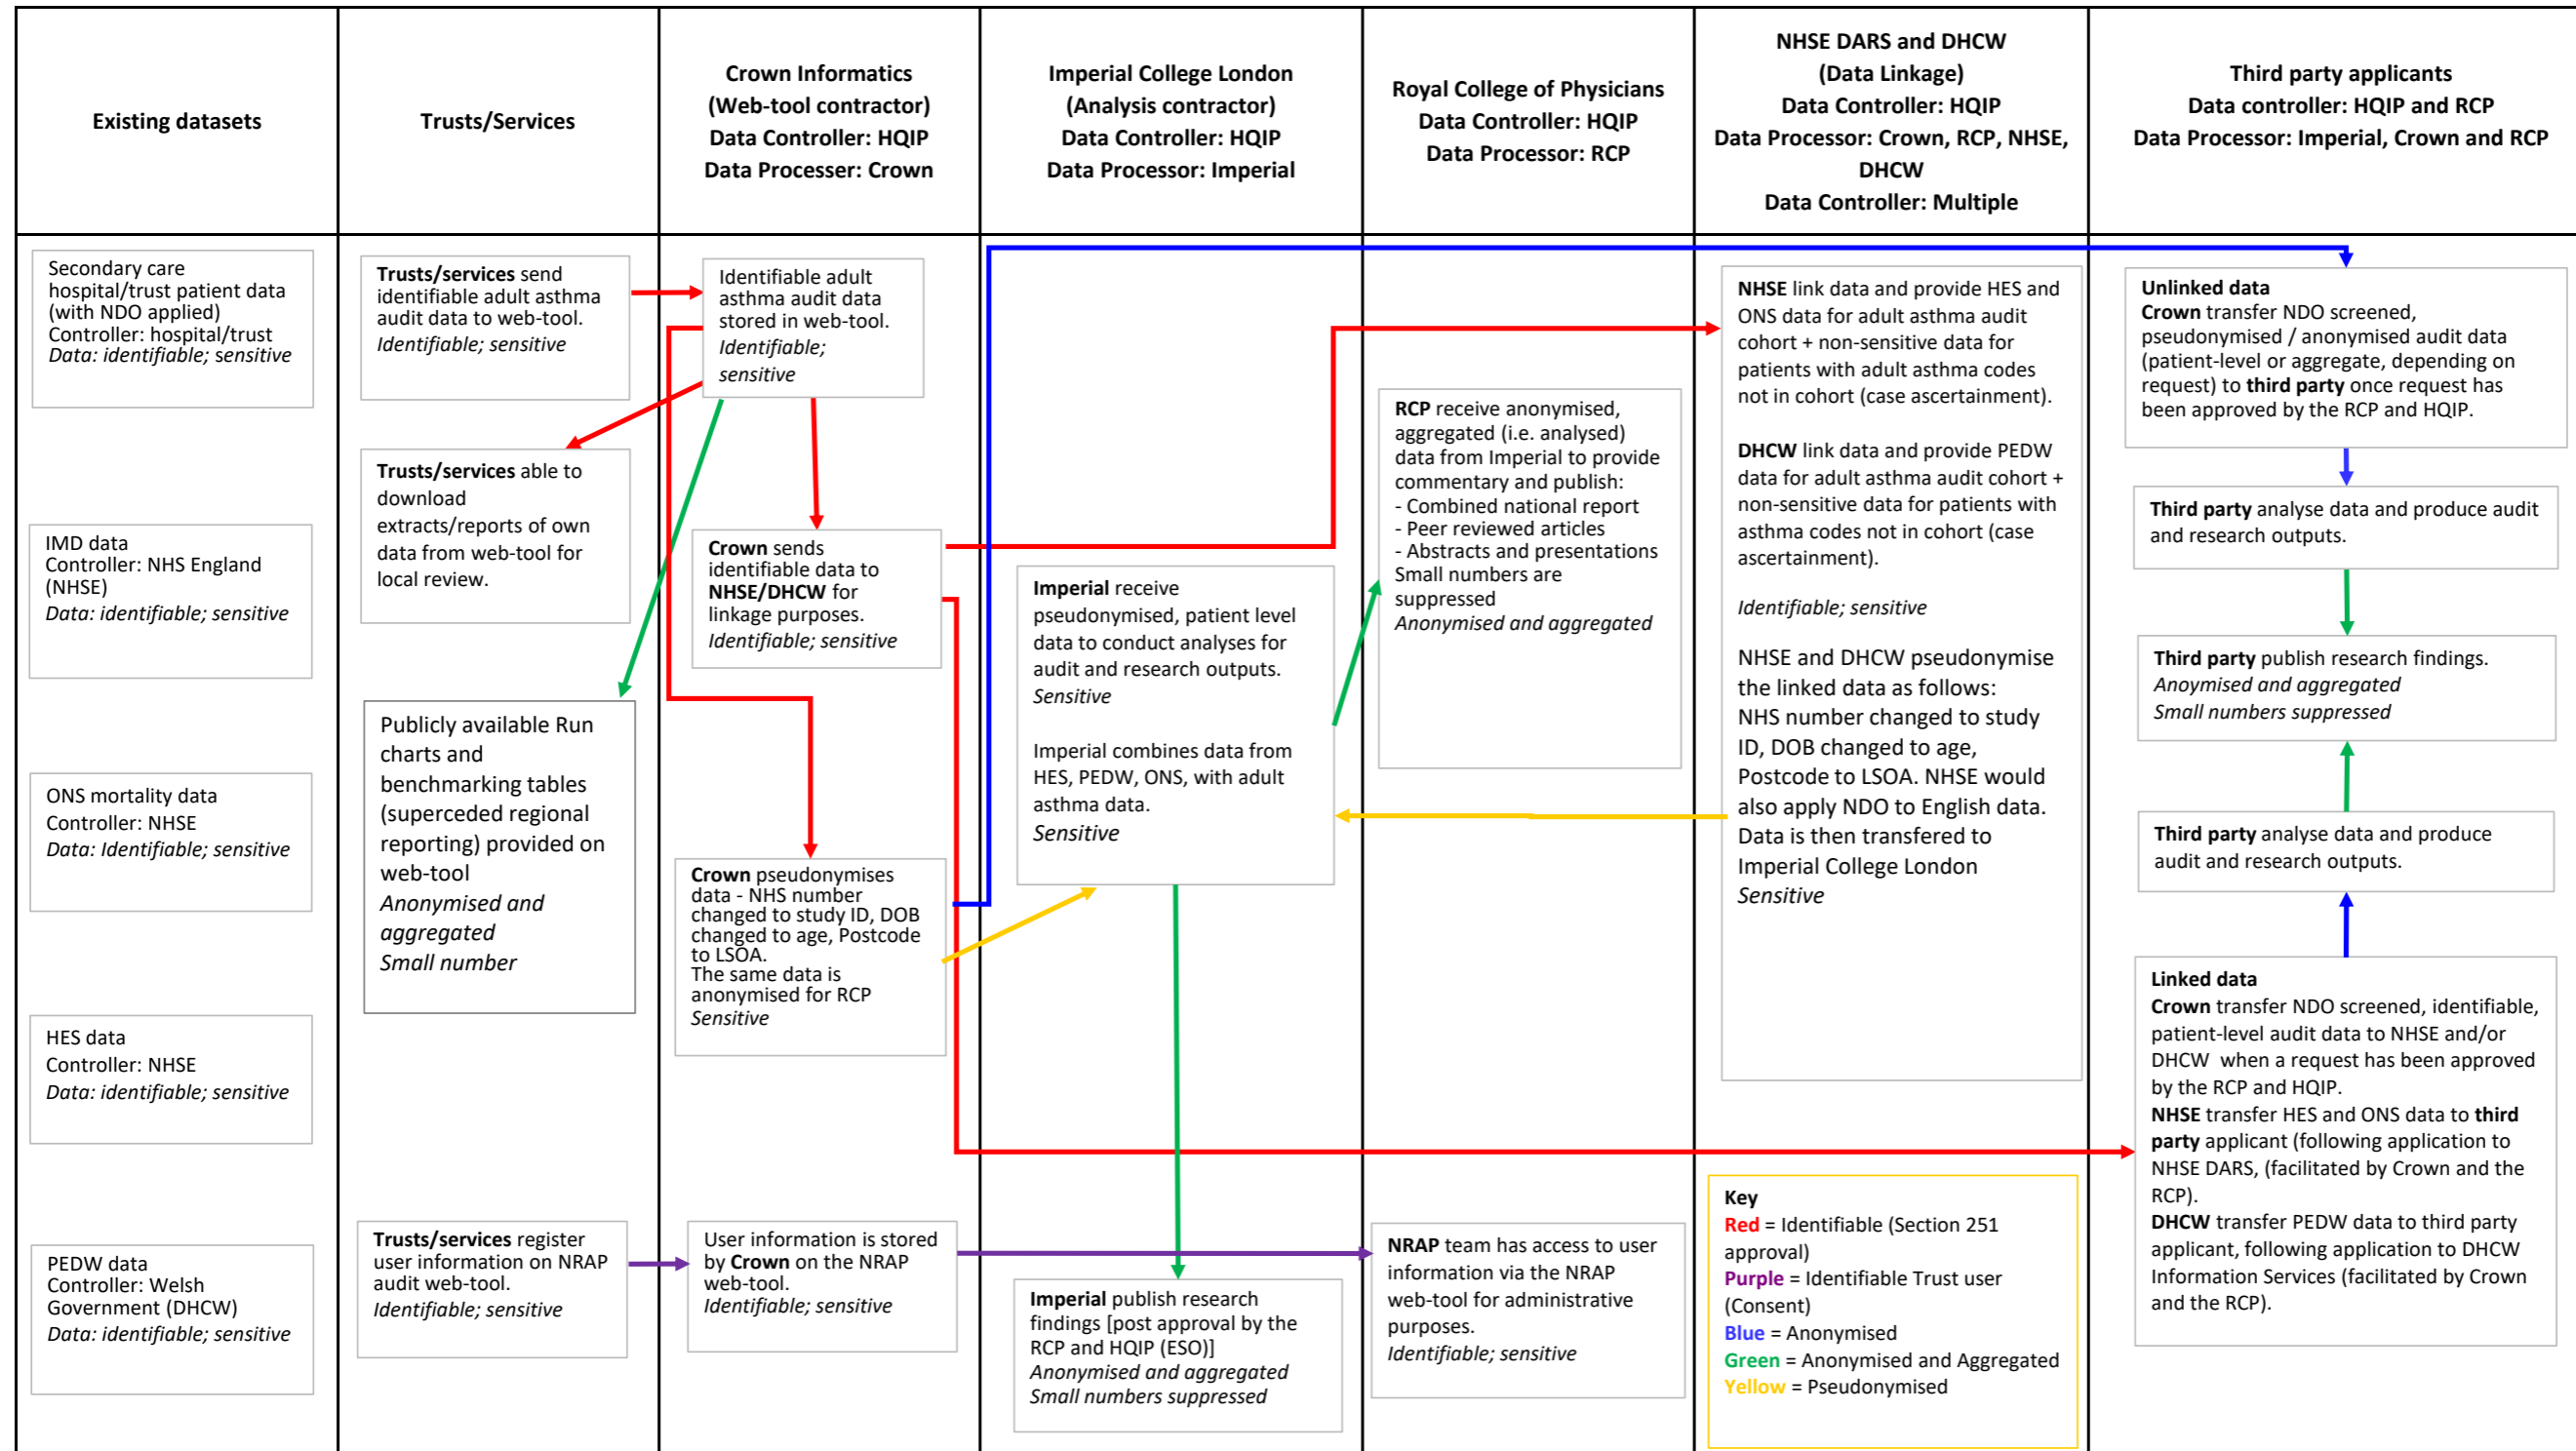 Existing datasets
Trusts/Services
Crown Informatics
(Web-tool contractor)
Data Controller: HQIP
Data Processer: Crown
Imperial College London
(Analysis contractor)
Data Controller: HQIP
Data Processor: Imperial
Royal College of Physicians
Data Controller: HQIP
Data Processor: RCP
NHSE DARS and DHCW
(Data Linkage)
Data Controller: HQIP
Data Processor: Crown, RCP, NHSE,
DHCW
Data Controller: Multiple
Third party applicants
Data controller: HQIP and RCP
Data Processor: Imperial, Crown and RCP
Secondary care
hospital/trust patient data
(with NDO applied)
Controller: hospital/trust
Data: identifiable; sensitive
IMD data
Controller: NHS England
(NHSE)
Data: identifiable; sensitive
ONS mortality data
Controller: NHSE
Data: Identifiable; sensitive
HES data
Controller: NHSE
Data: identifiable; sensitive
PEDW data
Controller: Welsh
Government (DHCW)
Data: identifiable; sensitive
Trusts/services send
identifiable adult asthma
audit data to web-tool.
Identifiable; sensitive
Trusts/services able to
download
extracts/reports of own
data from web-tool for
local review.
Publicly available Run
charts and
benchmarking tables
(superceded regional
reporting) provided on
web-tool
Anonymised and
aggregated
Small number
Trusts/services register
user information on NRAP
audit web-tool.
Identifiable; sensitive
Identifiable adult
asthma audit data
stored in web-tool.
Identifiable;
sensitive
Crown sends
identifiable data to
NHSE/DHCW for
linkage purposes.
Identifiable; sensitive
Crown pseudonymises
data - NHS number
changed to study ID, DOB
changed to age, Postcode
to LSOA.
The same data is
anonymised for RCP
Sensitive
User information is stored
by Crown on the NRAP
web-tool.
Identifiable; sensitive
Imperial receive
pseudonymised, patient level
data to conduct analyses for
audit and research outputs.
Sensitive
Imperial combines data from
HES, PEDW, ONS, with adult
asthma data.
Sensitive
Imperial publish research
findings [post approval by the
RCP and HQIP (ESO)]
Anonymised and aggregated
Small numbers suppressed
RCP receive anonymised,
aggregated (i.e. analysed)
data from Imperial to provide
commentary and publish:
- Combined national report
- Peer reviewed articles
- Abstracts and presentations
Small numbers are
suppressed
Anonymised and aggregated
NRAP team has access to user
information via the NRAP
web-tool for administrative
purposes.
Identifiable; sensitive
NHSE link data and provide HES and
ONS data for adult asthma audit
cohort + non-sensitive data for
patients with adult asthma codes
not in cohort (case ascertainment).
DHCW link data and provide PEDW
data for adult asthma audit cohort +
non-sensitive data for patients with
asthma codes not in cohort (case
ascertainment).
Identifiable; sensitive
NHSE and DHCW pseudonymise
the linked data as follows:
NHS number changed to study
ID, DOB changed to age,
Postcode to LSOA. NHSE would
also apply NDO to English data.
Data is then transfered to
Imperial College London
Sensitive
Key
Red = Identifiable (Section 251
approval)
Purple = Identifiable Trust user
(Consent)
Blue = Anonymised
Green = Anonymised and Aggregated
Yellow = Pseudonymised
Unlinked data
Crown transfer NDO screened,
pseudonymised / anonymised audit data
(patient-level or aggregate, depending on
request) to third party once request has
been approved by the RCP and HQIP.
Third party analyse data and produce audit
and research outputs.
Third party publish research findings.
Anoymised and aggregated
Small numbers suppressed
Third party analyse data and produce
audit and research outputs.
Linked data
Crown transfer NDO screened, identifiable,
patient-level audit data to NHSE and/or
DHCW when a request has been approved
by the RCP and HQIP.
NHSE transfer HES and ONS data to third
party applicant (following application to
NHSE DARS, (facilitated by Crown and the
RCP).
DHCW transfer PEDW data to third party
applicant, following application to DHCW
Information Services (facilitated by Crown
and the RCP).